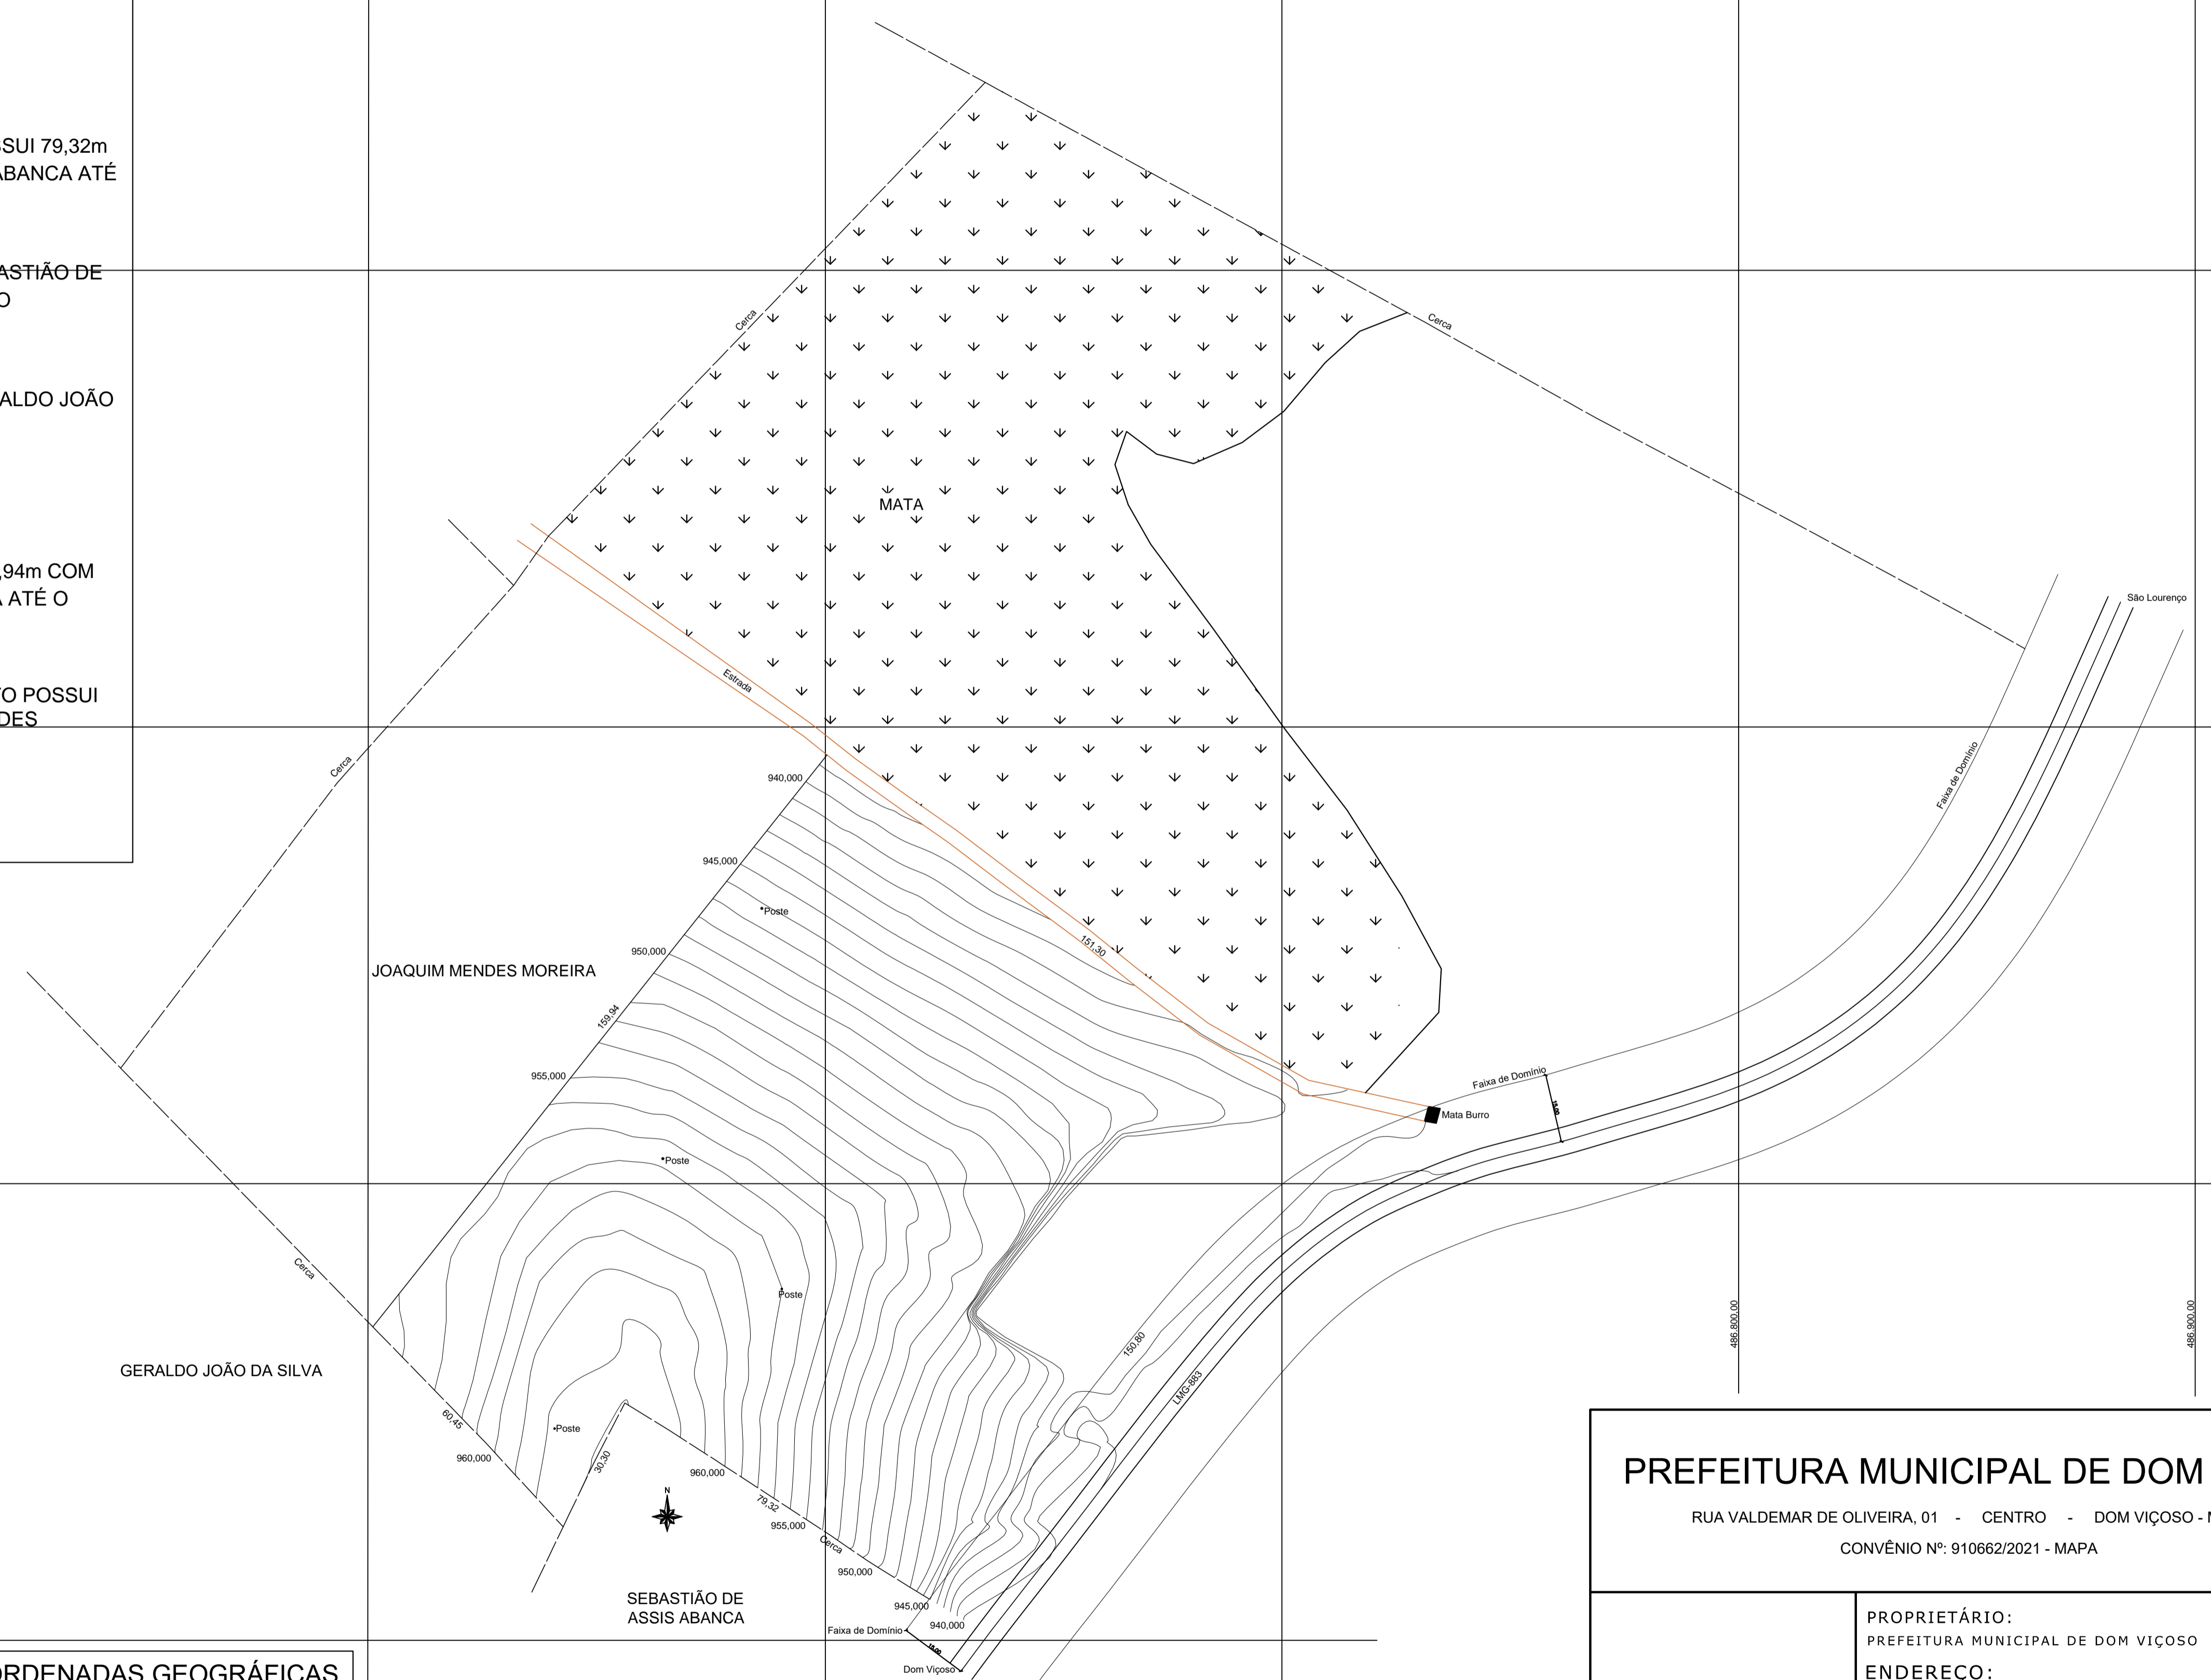 SSUI 79,32m
ABANCA ATÉ
ASTIÃO DE
O
ALDO JOÃO
,94m COM
A ATÉ O
TO POSSUI
DES
Cerca
Cerca
MATA
São Lourenço
Estrada
Cerca
Faixa de Domínio
940,000
945,000
Poste
950,000
151,30
JOAQUIM MENDES MOREIRA
159,94
955,000
Faixa de Domínio
15,00
Mata Burro
Poste
Cerca
Poste
486.800,00
486.900,00
150,80
GERALDO JOÃO DA SILVA
LMG-883
60,45
Poste
960,000
30,30
960,000
N
79,32
955,000
Cerca
950,000
SEBASTIÃO DE
ASSIS ABANCA
945,000
940,000
Faixa de Domínio
15,00
Dom Viçoso
ORDENADAS GEOGRÁFICAS
PREFEITURA MUNICIPAL DE DOM
RUA VALDEMAR DE OLIVEIRA, 01 - CENTRO - DOM VIÇOSO - M
CONVÊNIO Nº: 910662/2021 - MAPA
PROPRIETÁRIO:
PREFEITURA MUNICIPAL DE DOM VIÇOSO
ENDEREÇO: